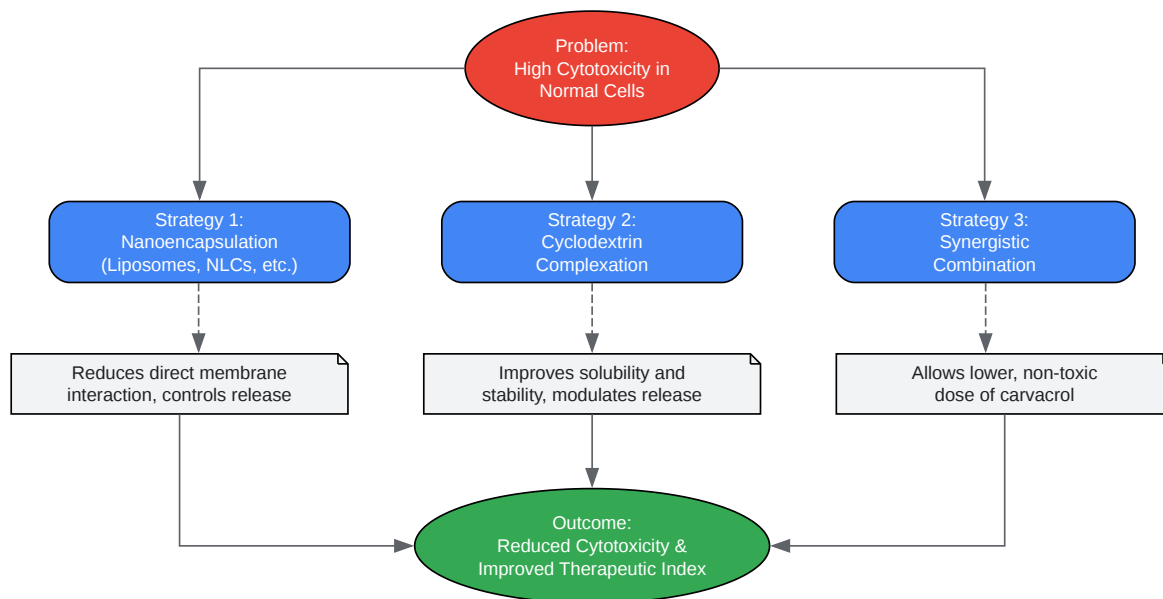 Problem:
High Cytotoxicity in
Normal Cells
Strategy 1:
Nanoencapsulation
(Liposomes, NLCs, etc.)
Strategy 2:
Cyclodextrin
Complexation
Strategy 3:
Synergistic
Combination
Reduces direct membrane
interaction, controls release
Improves solubility and
stability, modulates release
Allows lower, non-toxic
dose of carvacrol
Outcome:
Reduced Cytotoxicity &
Improved Therapeutic Index